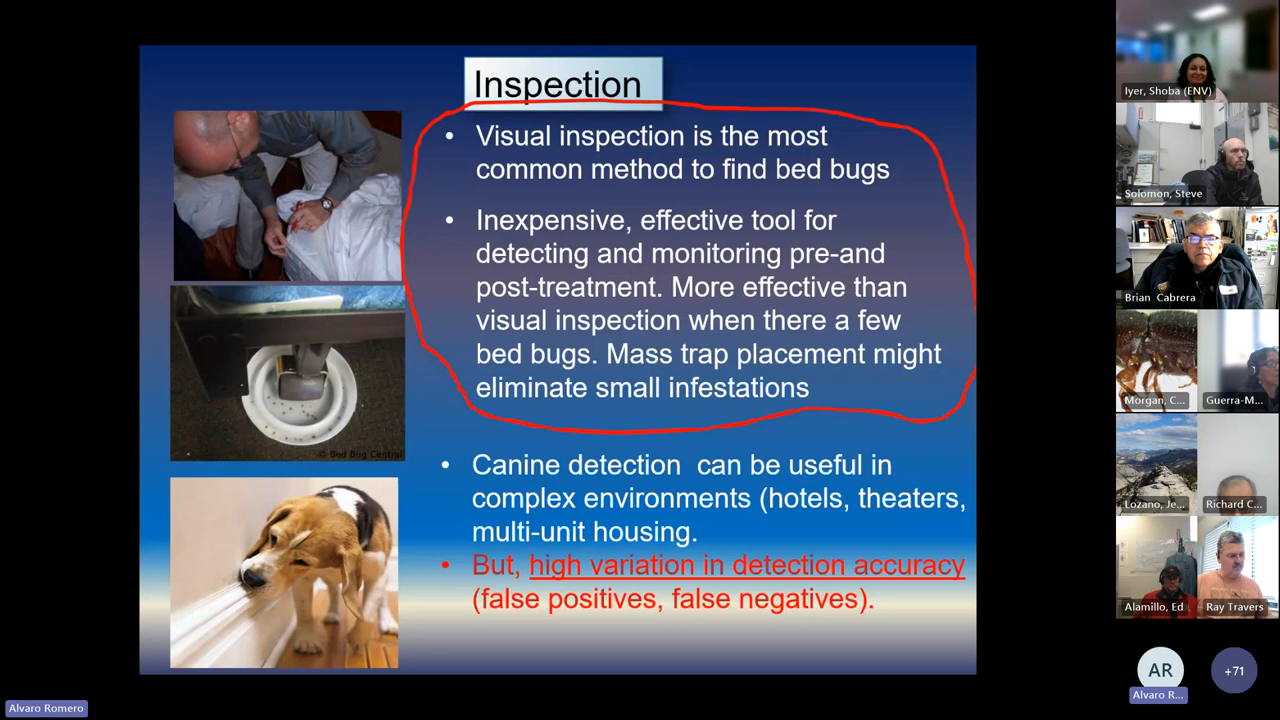 Inspection
• Visual inspection is the most
common method to find bed bugs
• Inexpensive, effective tool for
detecting and monitoring pre-and
post-treatment. More effective than
visual inspection when there a few
bed bugs. Mass trap placement might
eliminate small infestations
© Bed Bug Central
• Canine detection can be useful in
complex environments (hotels, theaters,
multi-unit housing.
• But, high variation in detection accuracy
(false positives, false negatives).
Alvaro Romero
Iyer, Shoba (ENV)
Solomon, Steve
Brian Cabrera
Morgan, C...
Guerra-M...
Lozano, Je...
Richard C...
Alamillo, Ed
Ray Travers
AR
Alvaro R...
+71